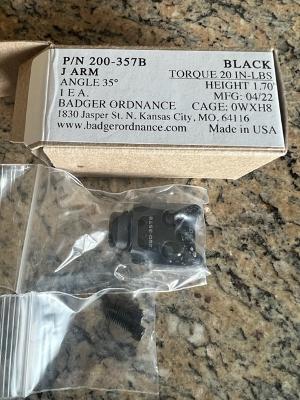 P/N 200-357B BLACK
J ARM TORQUE 20 IN-LBS
ANGLE 35° HEIGHT 1.70"
1 EA. MFG: 04/22
BADGER ORDNANCE CAGE: 0WXH8
1830 Jasper St. N. Kansas City, MO. 64116
www.badgerordnance.com Made in USA